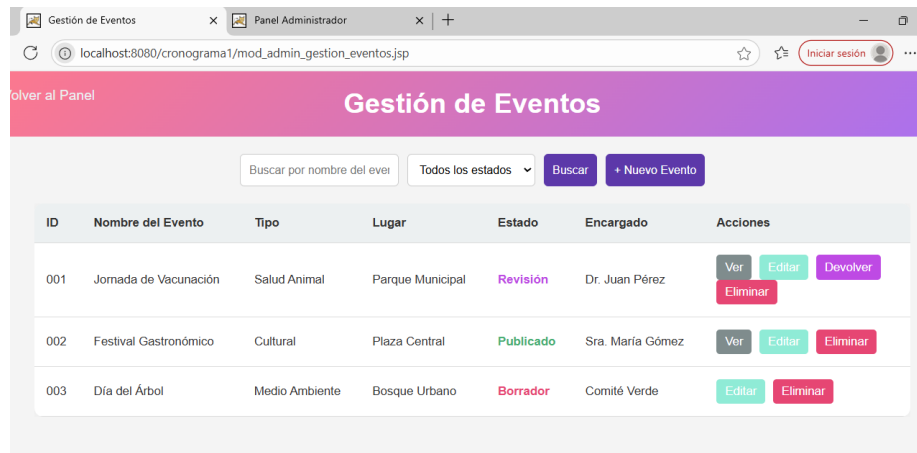 Gestión de Eventos
Panel Administrador
localhost:8080/cronograma1/mod_admin_gestion_eventos.jsp
Iniciar sesión
olver al Panel
Gestión de Eventos
Buscar por nombre del ever
Todos los estados
Buscar
+ Nuevo Evento
ID Nombre del Evento Tipo Lugar Estado Encargado Acciones
001 Jornada de Vacunación Salud Animal Parque Municipal Revisión Dr. Juan Pérez Ver Editar Devolver
Eliminar
002 Festival Gastronómico Cultural Plaza Central Publicado Sra. María Gómez Ver Editar Eliminar
003 Día del Árbol Medio Ambiente Bosque Urbano Borrador Comité Verde Editar Eliminar